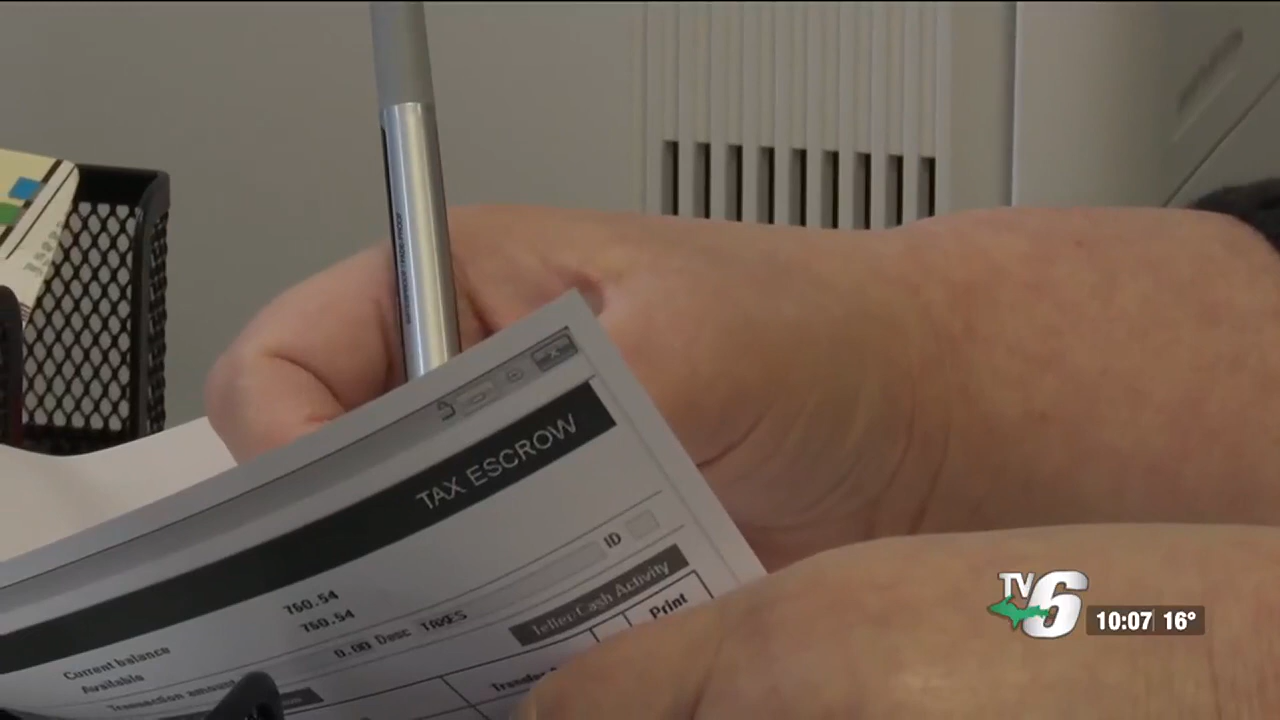 TAX ESCROW
ID
760.54
760.54
Current balance
Available
0.00 Desc TAXES
Teller/Cash Activity
Transaction amount
Print
TV6
10:07 16°